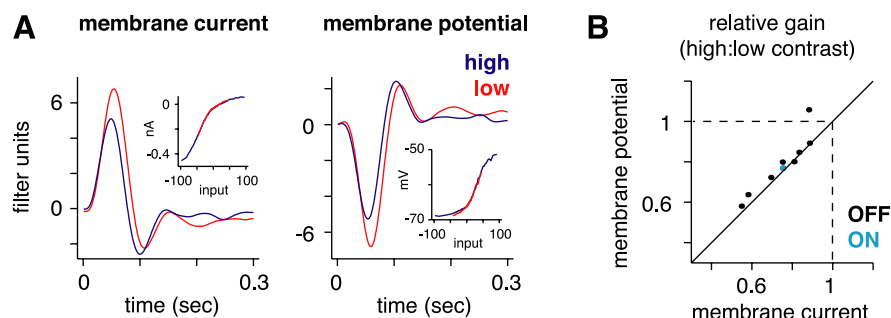 A
membrane current
membrane potential
high
low
filter units
6
0
0
-0.4
nA
-100
100
input
0
0.1
0.3
time (sec)
0
-6
-50
-70
mV
-100
100
input
0
0.3
time (sec)
B
relative gain
(high:low contrast)
membrane potential
1
0.6
OFF
ON
0.6
1
membrane current